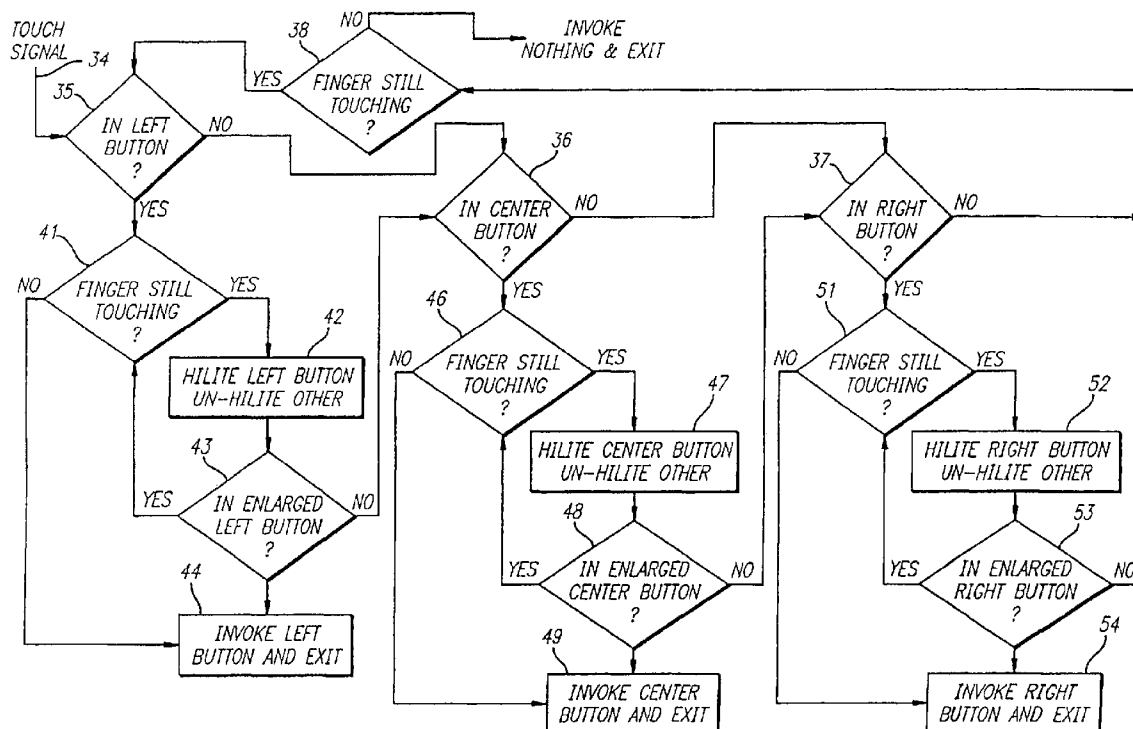 TOUCH
SIGNAL
34
35
IN LEFT
BUTTON
?
NO
YES
38
NO
INVOKE
NOTHING & EXIT
YES
FINGER STILL
TOUCHING
?
36
IN CENTER
BUTTON
?
NO
YES
37
IN RIGHT
BUTTON
?
NO
YES
41
NO
FINGER STILL
TOUCHING
?
YES
42
HILITE LEFT BUTTON
UN-HILITE OTHER
43
YES
IN ENLARGED
LEFT BUTTON
?
NO
44
INVOKE LEFT
BUTTON AND EXIT
46
NO
FINGER STILL
TOUCHING
?
YES
47
HILITE CENTER BUTTON
UN-HILITE OTHER
48
YES
IN ENLARGED
CENTER BUTTON
?
NO
49
INVOKE CENTER
BUTTON AND EXIT
51
NO
FINGER STILL
TOUCHING
?
YES
52
HILITE RIGHT BUTTON
UN-HILITE OTHER
53
YES
IN ENLARGED
RIGHT BUTTON
?
NO
54
INVOKE RIGHT
BUTTON AND EXIT